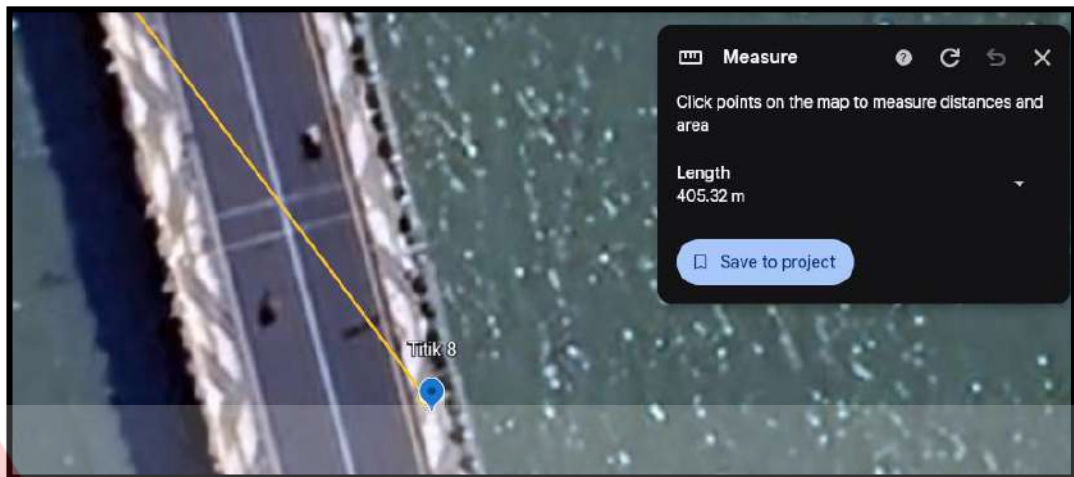 Measure
Click points on the map to measure distances and
area
Length
405.32 m
Save to project
Titik 8